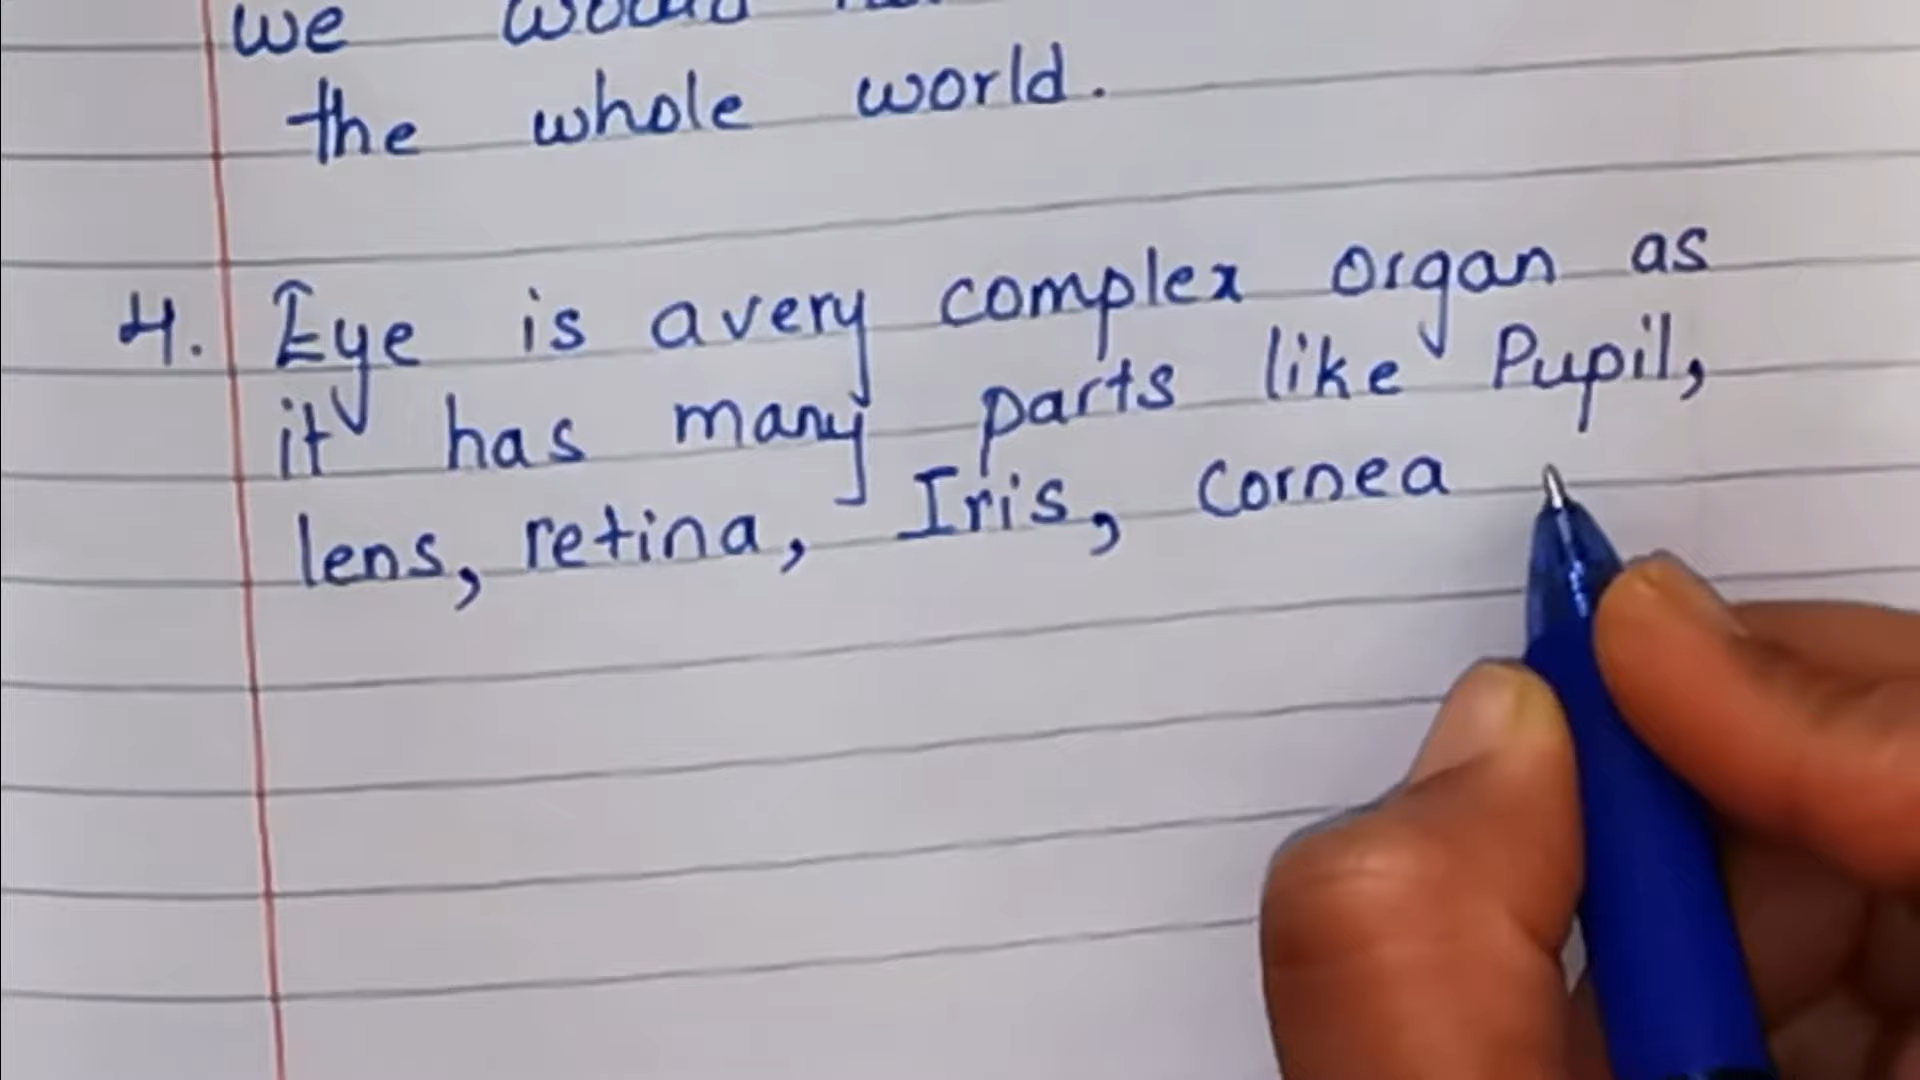 we would
the whole world.
4. Eye is a very complex organ as
it has many parts like Pupil,
lens, retina, Iris, cornea